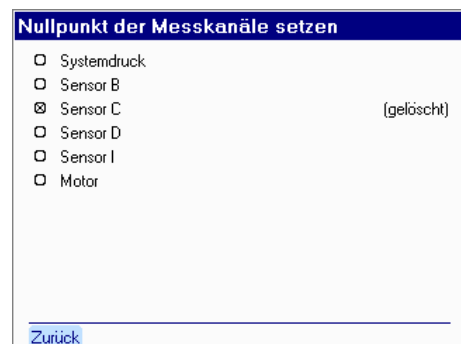 Nullpunkt der Messkanäle setzen
Systemdruck
Sensor B
Sensor C (gelöscht)
Sensor D
Sensor I
Motor
Zurück